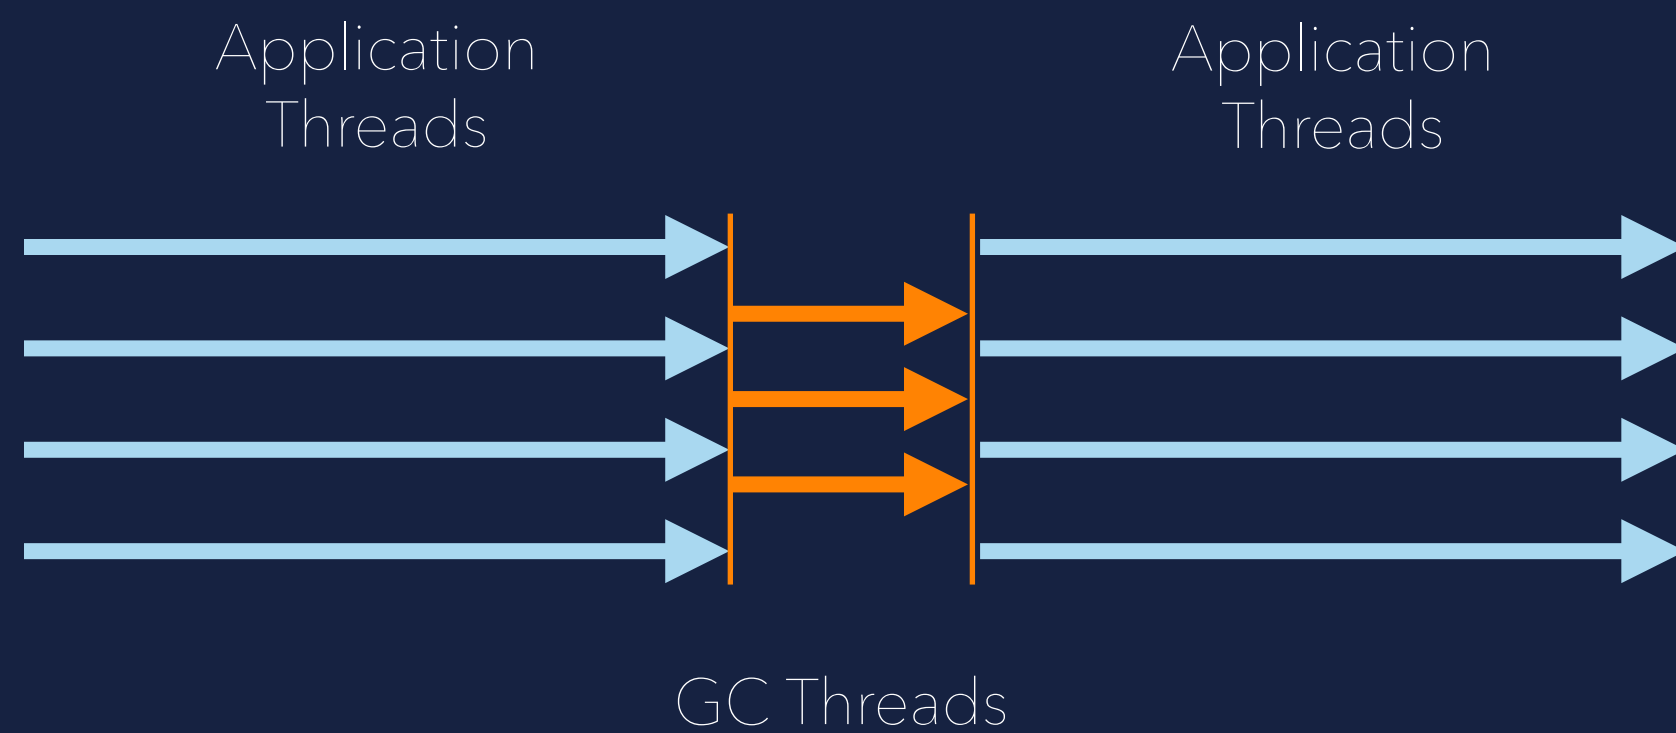 Application
Threads
Application
Threads
GC Threads